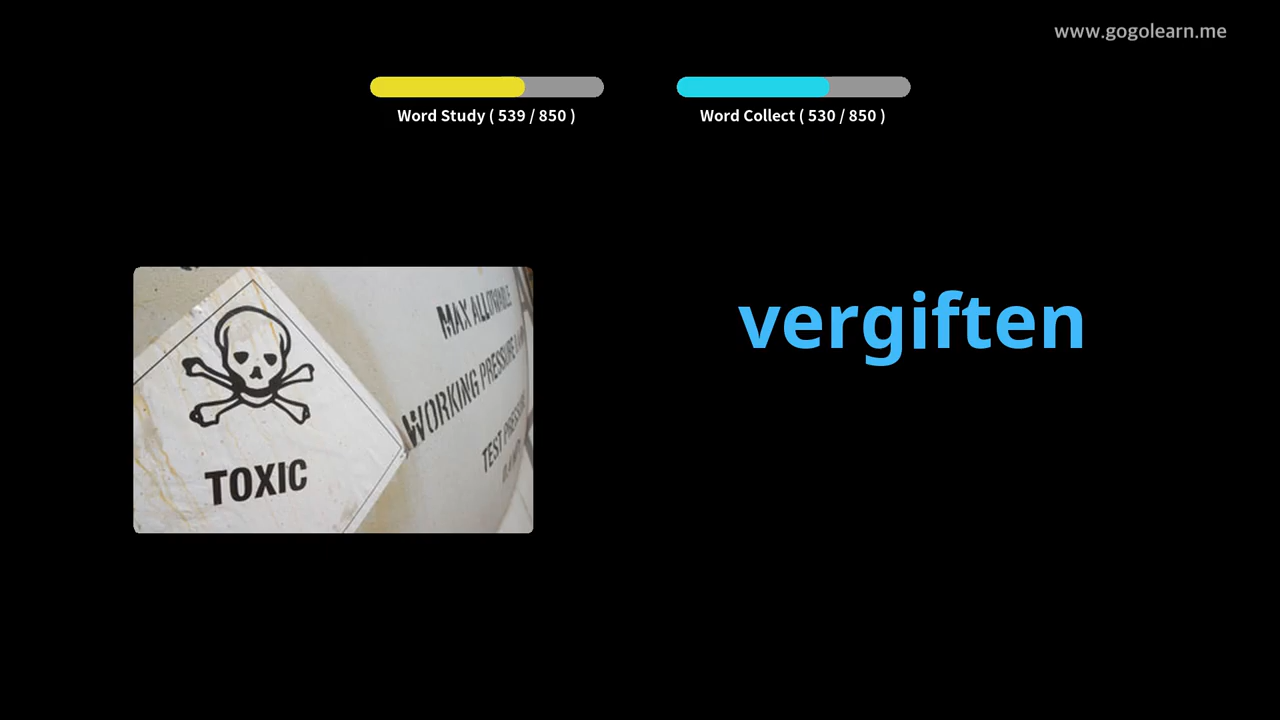 www.gogolearn.me
Word Study ( 539 / 850 )
Word Collect ( 530 / 850 )
vergiften
MAX ALLOWABLE
WORKING PRESSURE
TEST PRESSURE
TOXIC